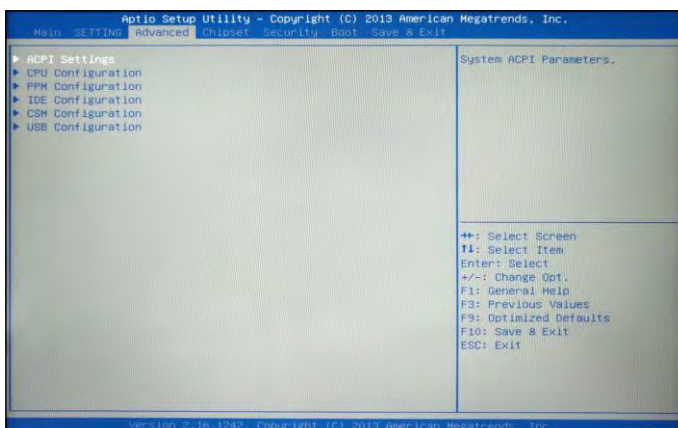 Aptio Setup Utility – Copyright (C) 2013 American Megatrends, Inc.
Main SETTING Advanced Chipset Security Boot Save & Exit
▶ ACPI Settings
▶ CPU Configuration
▶ PPM Configuration
▶ IDE Configuration
▶ CSM Configuration
▶ USB Configuration
System ACPI Parameters.
→←: Select Screen
↑↓: Select Item
Enter: Select
+/-: Change Opt.
F1: General Help
F3: Previous Values
F9: Optimized Defaults
F10: Save & Exit
ESC: Exit
Version 2.16.1242. Copyright (C) 2013 American Megatrends, Inc.